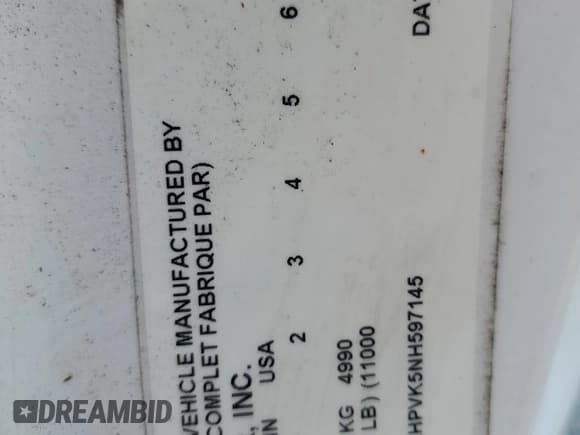 VEHICLE MANUFACTURED BY
COMPLET FABRIQUE PAR)
INC.
IN USA
2 3 4 5 6
KG 4990
LB) (11000
HPVK5NH597145
DA
DREAMBID